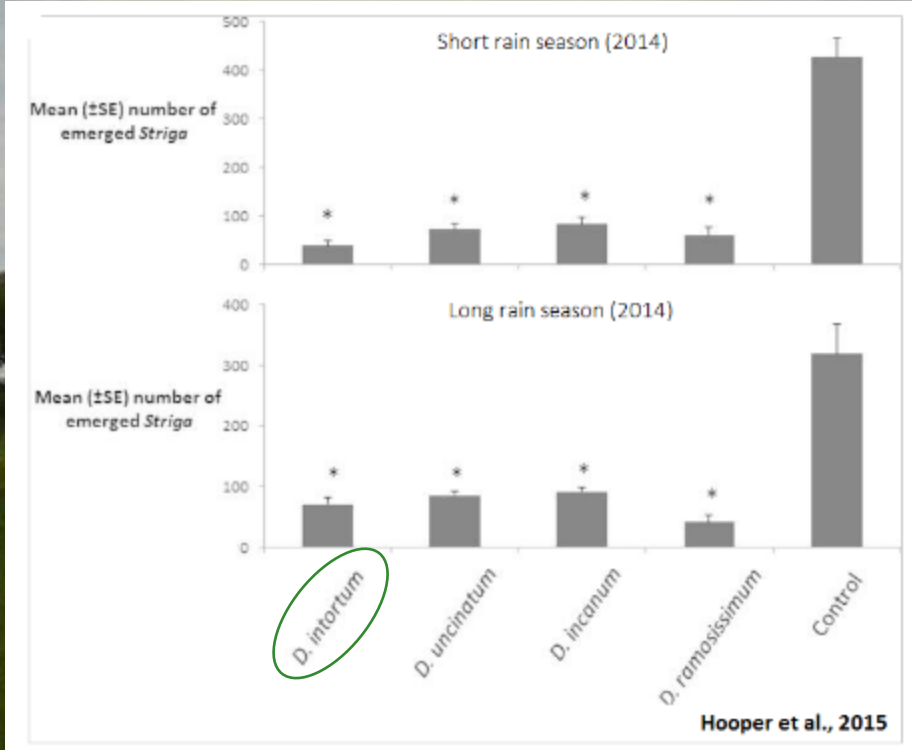 Short rain season (2014)
Mean (±SE) number of
emerged Striga
500
400
300
200
100
0
* * * *
Long rain season (2014)
Mean (±SE) number of
emerged Striga
400
300
200
100
0
* * * *
D. intortum
D. uncinatum
D. incanum
D. ramosissimum
Control
Hooper et al., 2015